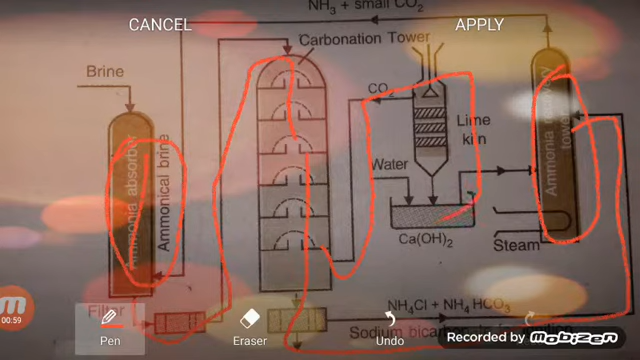 NH3 + small CO2
CANCEL
APPLY
Carbonation Tower
Brine
CO2
Lime
kiln
Water
Ammonia absorber
Ammonical brine
Ammonia recovery
tower
Ca(OH)2
Steam
NH4Cl + NH4HCO3
Filter
Sodium bicarbonate
00:59
Pen
Eraser
Undo
Recorded by Mobizen